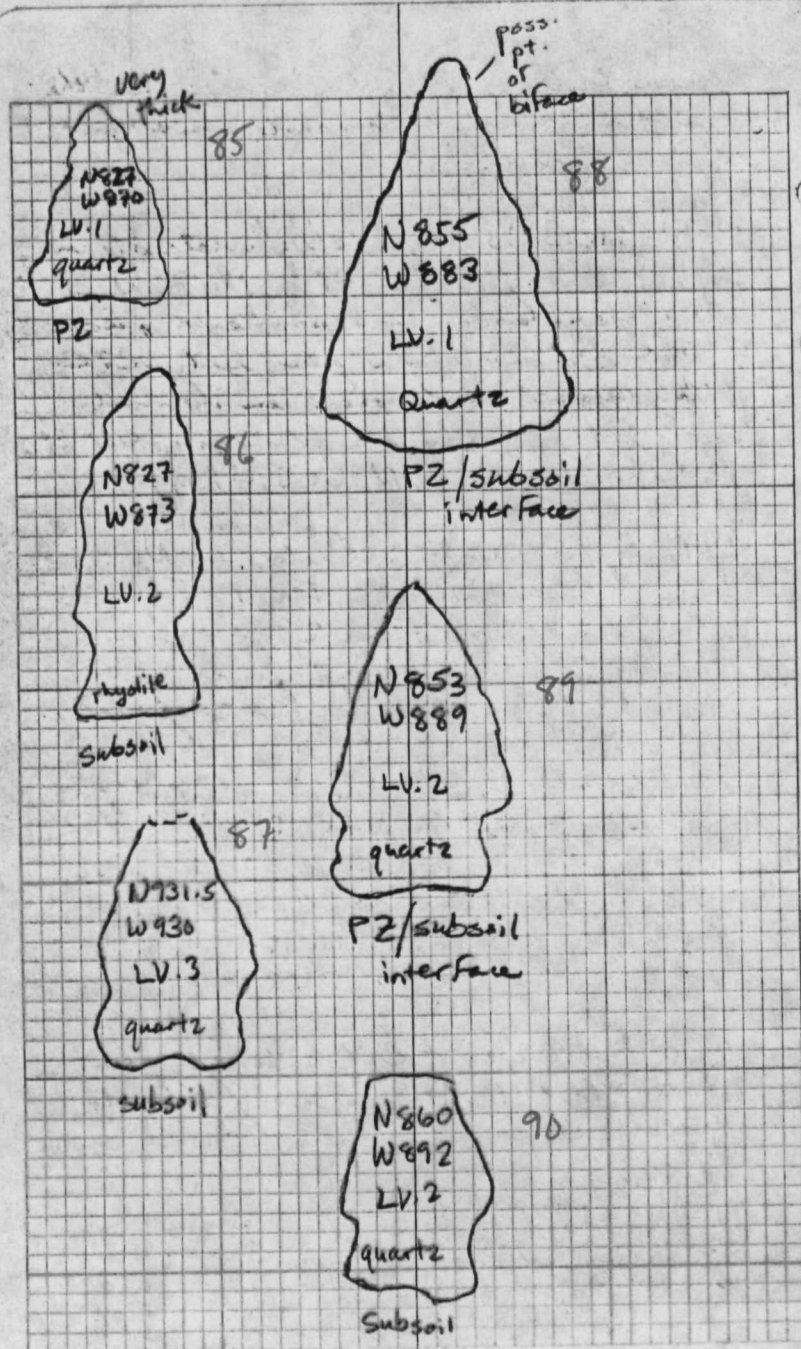 very
thick
85
N827
W870
LV.1
quartz
PZ
86
N827
W873
LV.2
rhyolite
Subsoil
87
N931.5
W930
LV.3
quartz
subsoil
poss.
pt.
or
biface
88
N855
W883
LV.1
Quartz
PZ/subsoil
interface
89
N853
W889
LV.2
quartz
PZ/subsoil
interface
90
N860
W892
LV.2
quartz
Subsoil